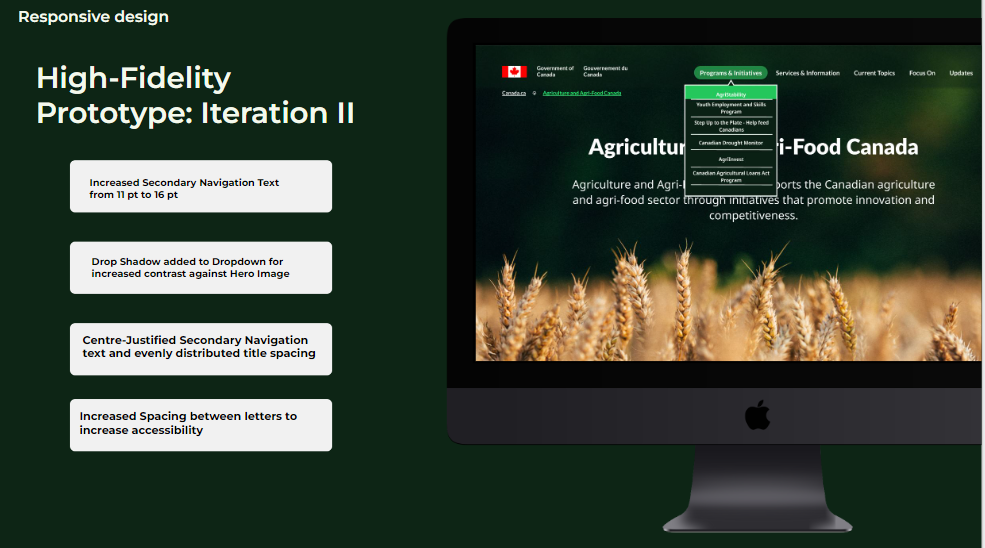 Responsive design
High-Fidelity
Prototype: Iteration II
Increased Secondary Navigation Text
from 11 pt to 16 pt
Drop Shadow added to Dropdown for
increased contrast against Hero Image
Centre-Justified Secondary Navigation
text and evenly distributed title spacing
Increased Spacing between letters to
increase accessibility
Government of
Canada
Gouvernement du
Canada
Programs & Initiatives
Services & Information
Current Topics
Focus On
Updates
Canada.ca
Agriculture and Agri-Food Canada
AgriStability
Youth Employment and Skills
Program
Step Up to the Plate - Help feed
Canadians
Canadian Drought Monitor
AgriInvest
Canadian Agricultural Loans Act
Program
Agricultur ri-Food Canada
Agriculture and Agri- ports the Canadian agriculture
and agri-food sector through initiatives that promote innovation and
competitiveness.